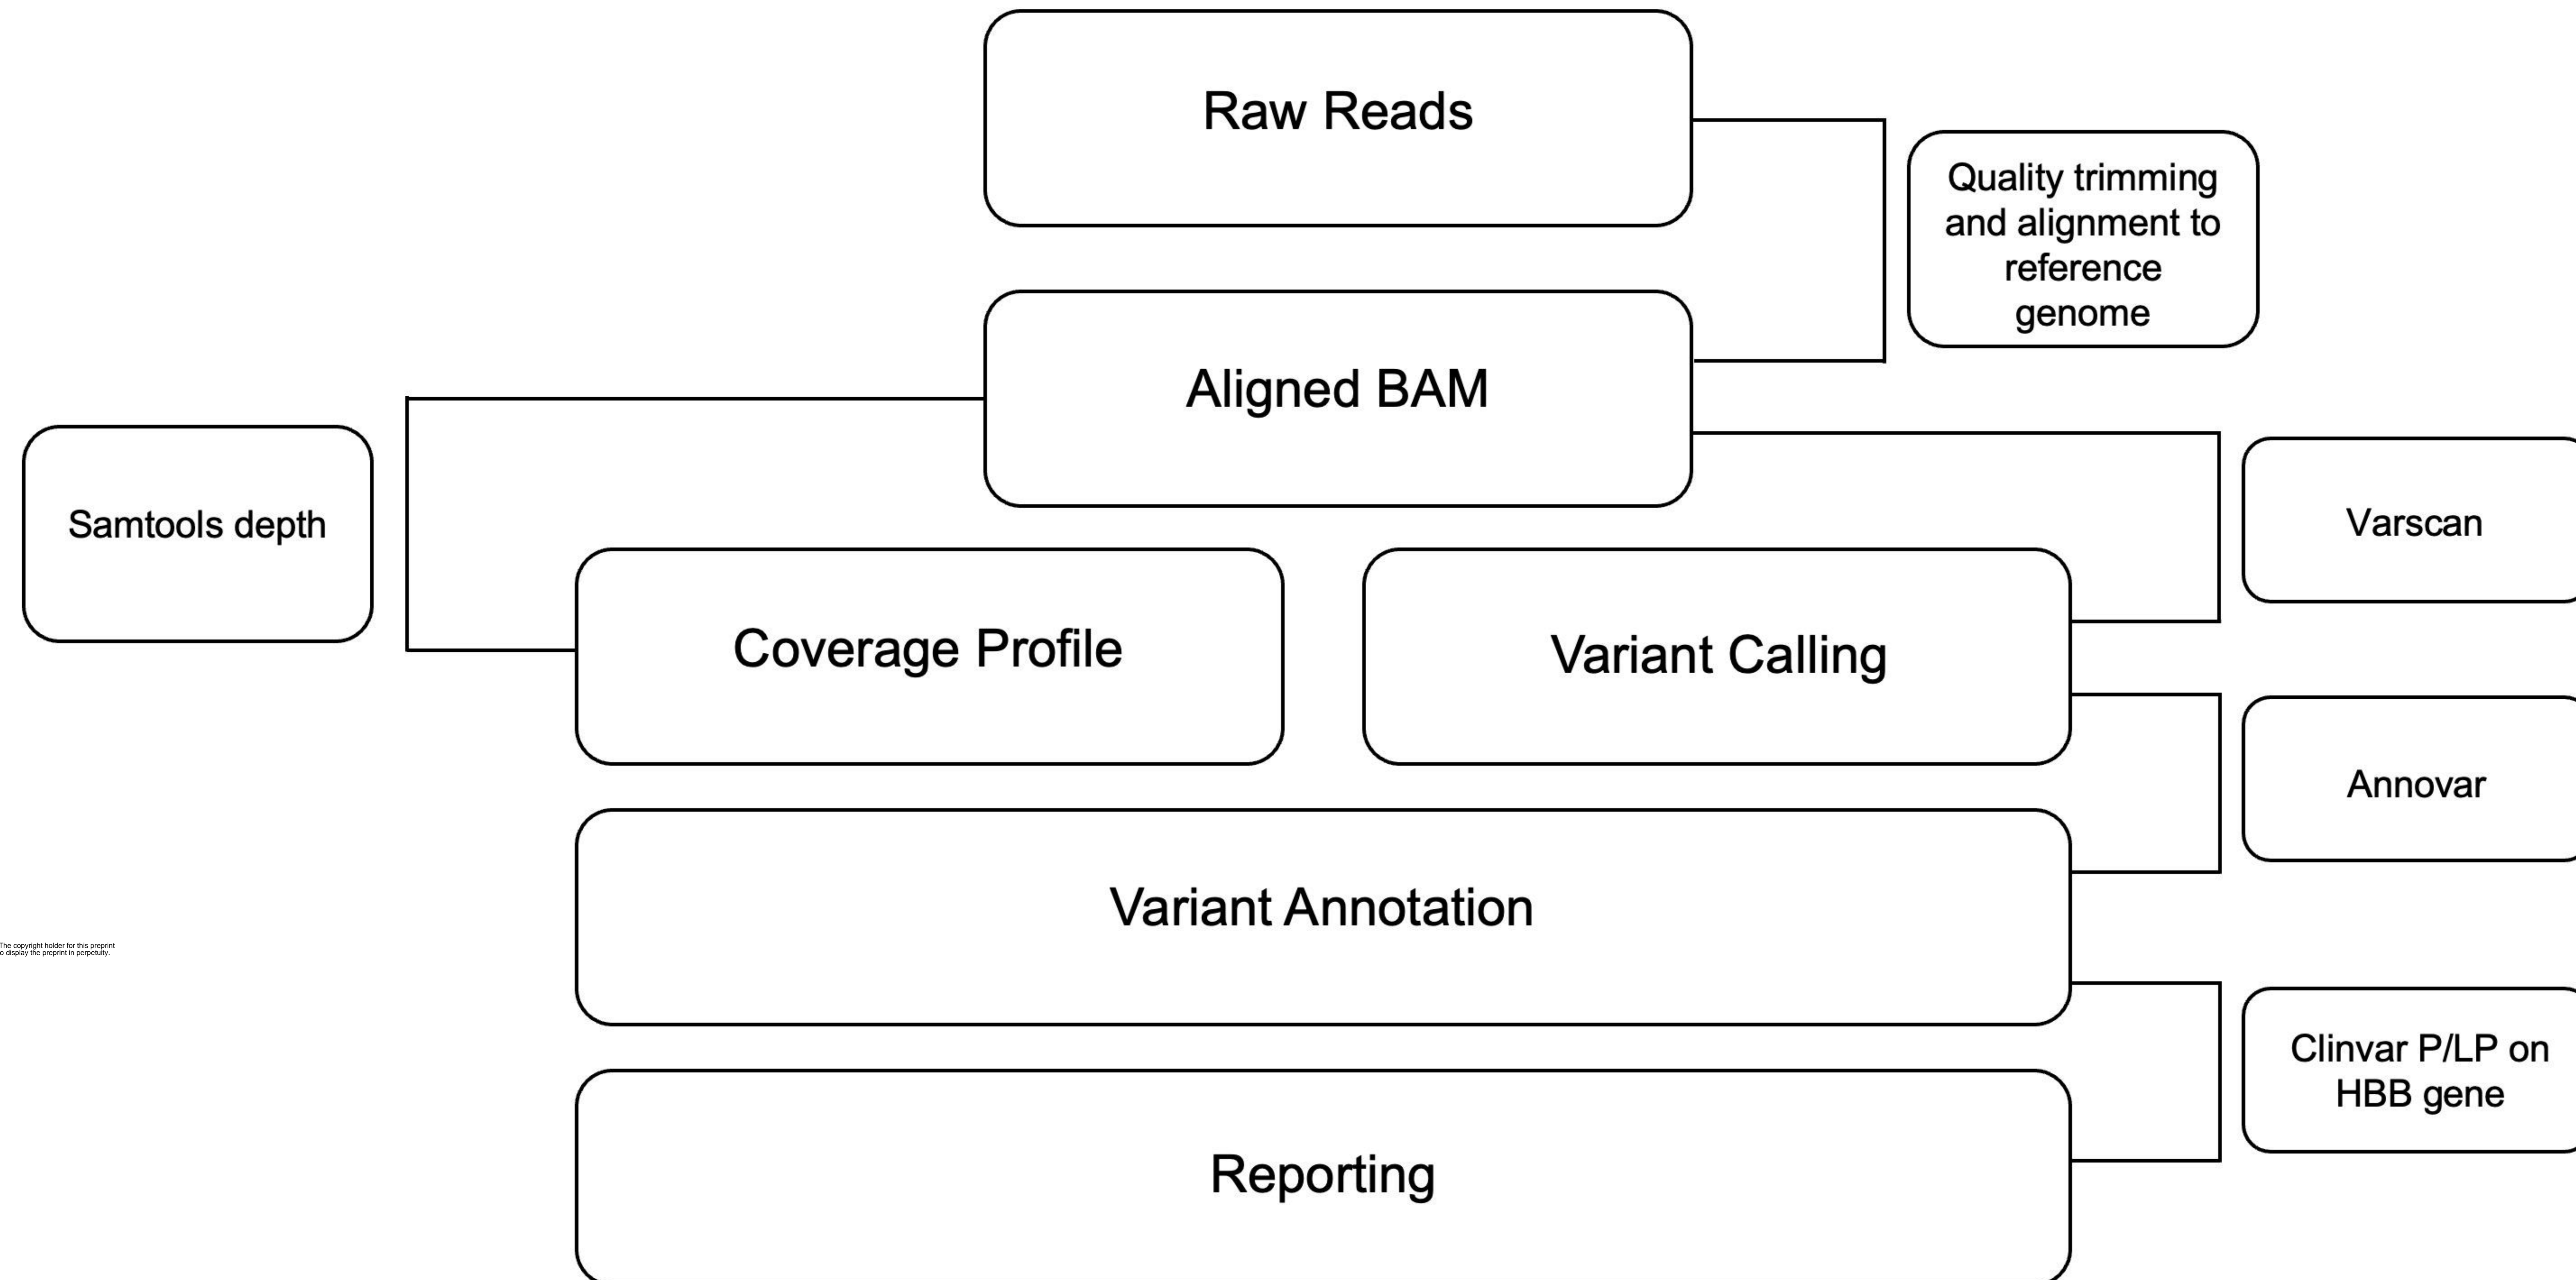 Raw Reads
Quality trimming
and alignment to
reference
genome
Aligned BAM
Samtools depth
Varscan
Coverage Profile
Variant Calling
Annovar
Variant Annotation
The copyright holder for this preprint
o display the preprint in perpetuity.
Clinvar P/LP on
HBB gene
Reporting